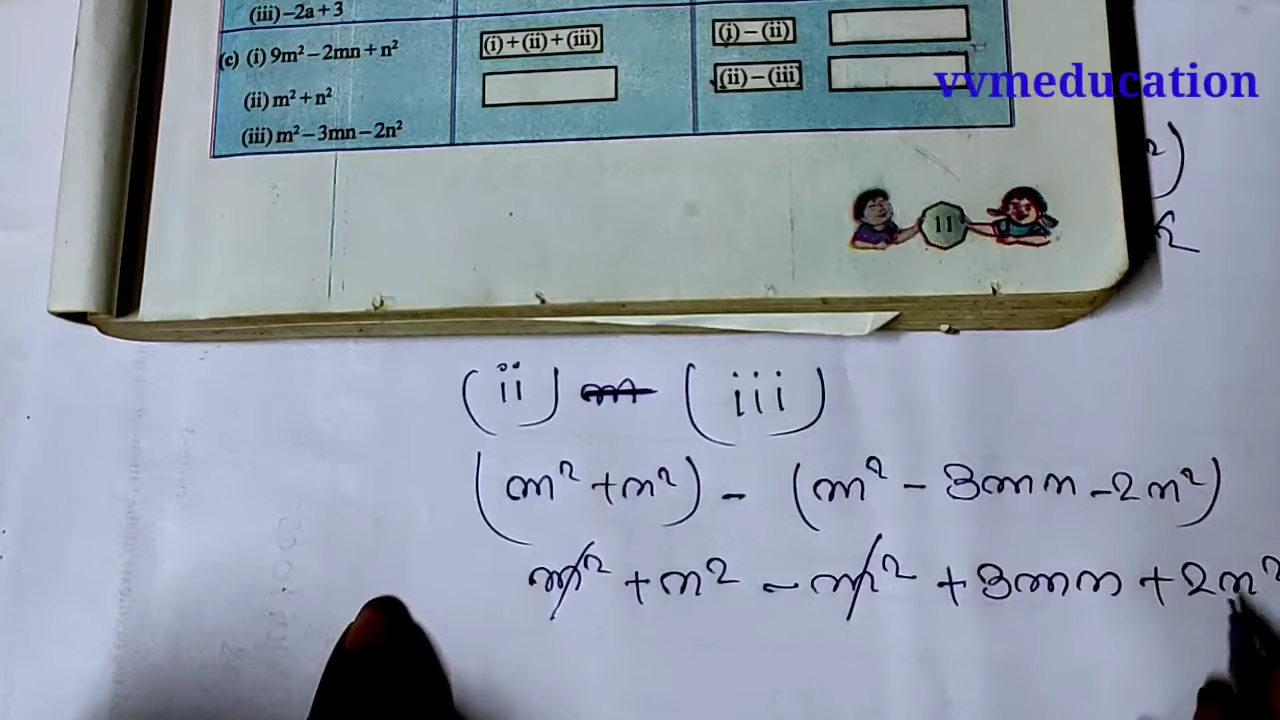 (iii) –2a + 3
(c) (i) 9m² – 2mn + n²
(ii) m² + n²
(iii) m² – 3mn – 2n²
(i) + (ii) + (iii)
(i) – (ii)
(ii) – (iii)
vvmeducation
11
(ii) – (iii)
(m² + n²) – (m² – 3mn – 2n²)
m² + n² – m² + 3mn + 2n²